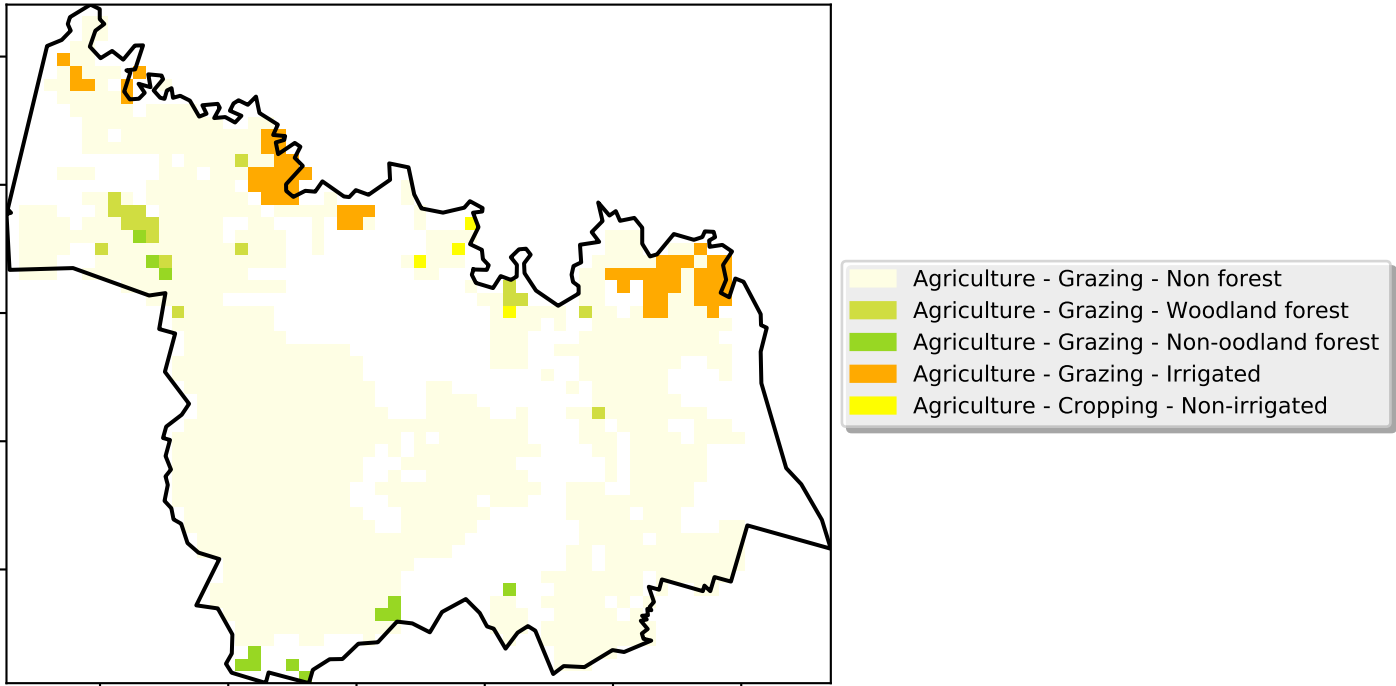 Agriculture - Grazing - Non forest
Agriculture - Grazing - Woodland forest
Agriculture - Grazing - Non-oodland forest
Agriculture - Grazing - Irrigated
Agriculture - Cropping - Non-irrigated